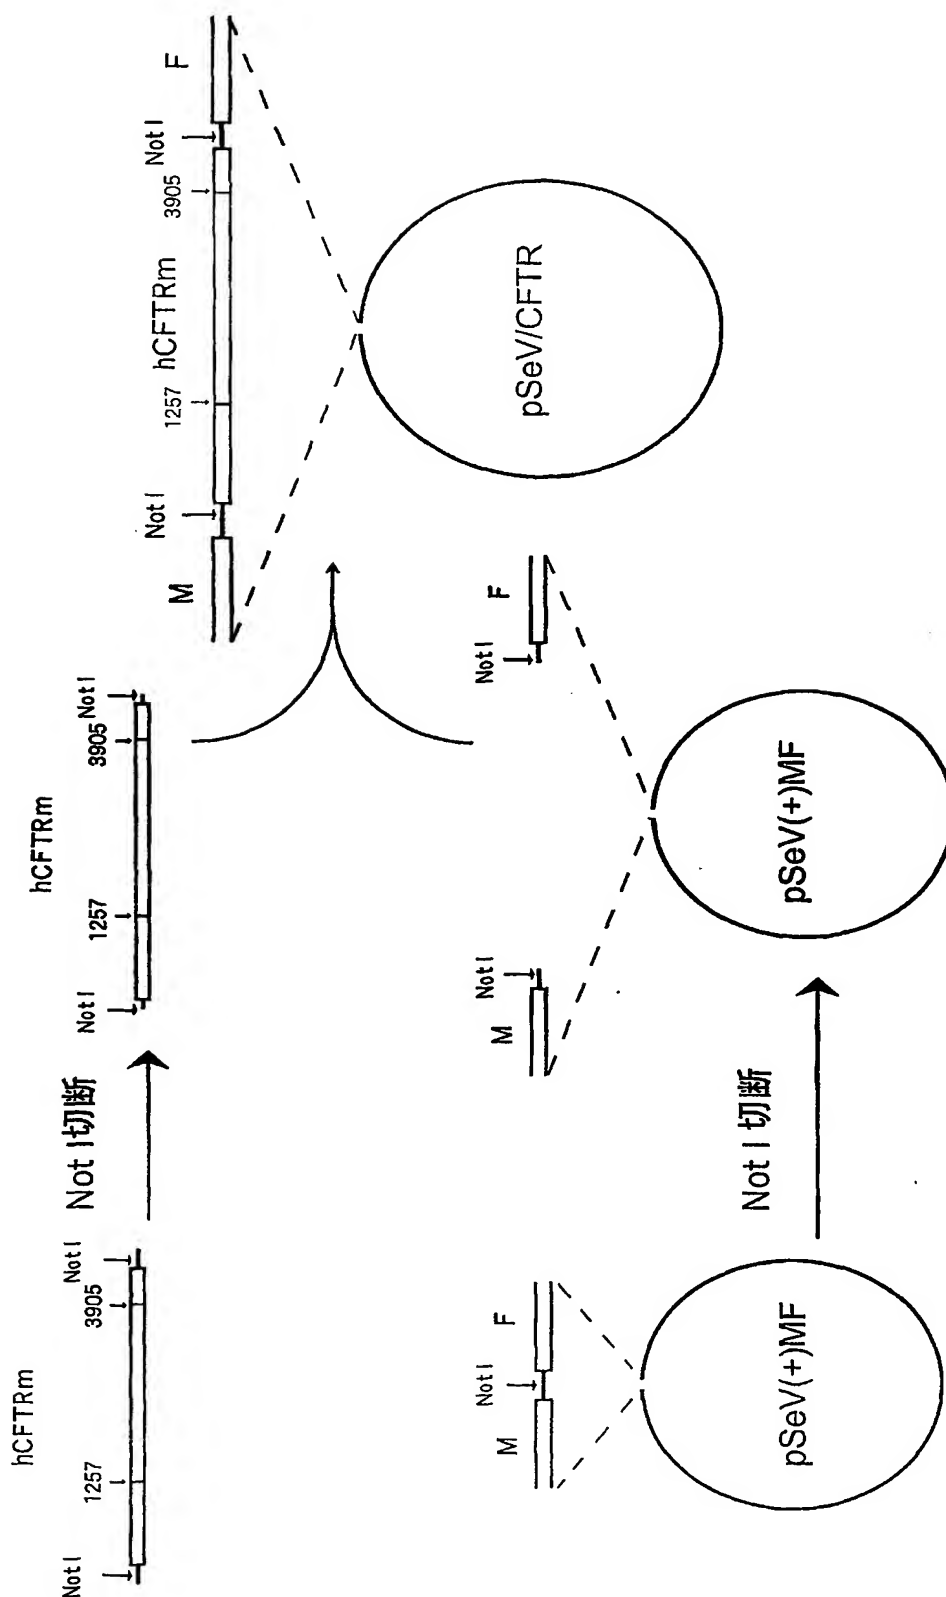 hCFTRm
Not I
1257
3905
Not I
Not I 切断
hCFTRm
Not I
1257
3905
Not I
M
Not I
F
pSeV(+)MF
Not I 切断
M
Not I
Not I
F
pSeV(+)MF
M
Not I
1257
hCFTRm
3905
Not I
F
pSeV/CFTR